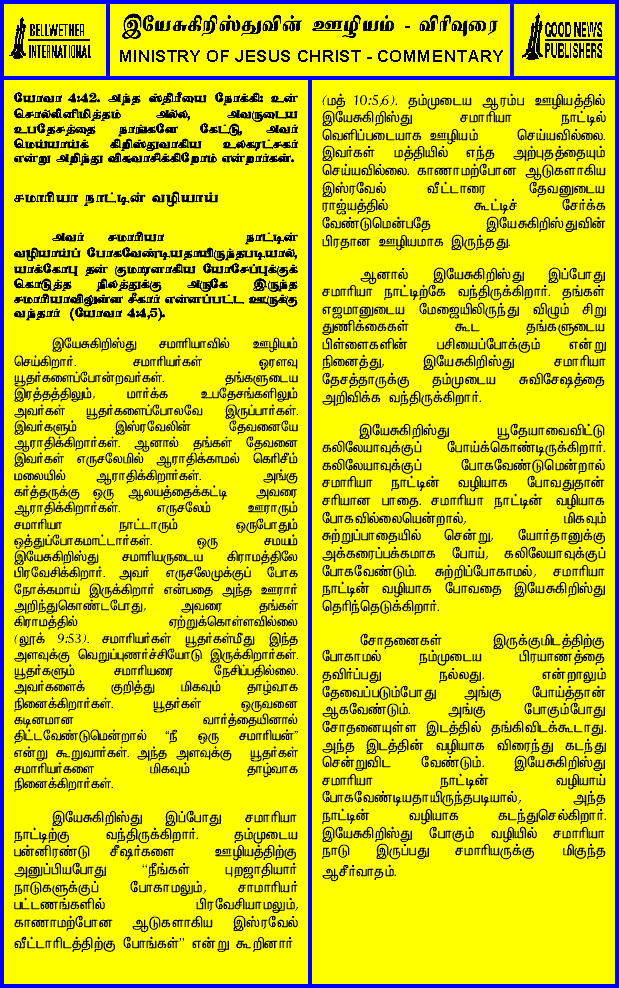 BELLWETHER
INTERNATIONAL
இயேசுகிறிஸ்துவின் ஊழியம் - விரிவுரை
MINISTRY OF JESUS CHRIST - COMMENTARY
GOOD NEWS
PUBLISHERS
யோவா 4:42. அந்த ஸ்திரீயை நோக்கி: உன்
சொல்லினிமித்தம் அல்ல, அவருடைய
உபதேசத்தை நாங்களே கேட்டு, அவர்
மெய்யாய்க் கிறிஸ்துவாகிய உலகரட்சகர்
என்று அறிந்து விசுவாசிக்கிறோம் என்றார்கள்.
சமாரியா நாட்டின் வழியாய்
அவர் சமாரியா நாட்டின்
வழியாய்ப் போகவேண்டியதாயிருந்தபடியால்,
யாக்கோபு தன் குமாரனாகிய யோசேப்புக்குக்
கொடுத்த நிலத்துக்கு அருகே இருந்த
சமாரியாவிலுள்ள சீகார் என்னப்பட்ட ஊருக்கு
வந்தார் (யோவா 4:4,5).
இயேசுகிறிஸ்து சமாரியாவில் ஊழியம்
செய்கிறார். சமாரியர்கள் ஓரளவு
யூதர்களைப்போன்றவர்கள். தங்களுடைய
இரத்தத்திலும், மார்க்க உபதேசங்களிலும்
அவர்கள் யூதர்களைப்போலவே இருப்பார்கள்.
இவர்களும் இஸ்ரவேலின் தேவனையே
ஆராதிக்கிறார்கள். ஆனால் தங்கள் தேவனை
இவர்கள் எருசலேயில் ஆராதிக்காமல் கெரிசீம்
மலையில் ஆராதிக்கிறார்கள். அங்கு
கர்த்தருக்கு ஒரு ஆலயத்தைக்கட்டி அவரை
ஆராதிக்கிறார்கள். எருசலேம் ஊராரும்
சமாரியா நாட்டாரும் ஒருபோதும்
ஒத்துப்போகமாட்டார்கள். ஒரு சமயம்
இயேசுகிறிஸ்து சமாரியருடைய கிராமத்திலே
பிரவேசிக்கிறார். அவர் எருசலேமுக்குப் போக
நோக்கமாய் இருக்கிறார் என்பதை அந்த ஊரார்
அறிந்துகொண்டபோது, அவரை தங்கள்
கிராமத்தில் ஏற்றுக்கொள்ளவில்லை
(லூக் 9:53). சமாரியர்கள் யூதர்கள்மீது இந்த
அளவுக்கு வெறுப்புணர்ச்சியோடு இருக்கிறார்கள்.
யூதர்களும் சமாரியரை நேசிப்பதில்லை.
அவர்களைக் குறித்து மிகவும் தாழ்வாக
நினைக்கிறார்கள். யூதர்கள் ஒருவனை
கடினமான வார்த்தையினால்
திட்டவேண்டுமென்றால் "நீ ஒரு சமாரியன்"
என்று கூறுவார்கள். அந்த அளவுக்கு யூதர்கள்
சமாரியர்களை மிகவும் தாழ்வாக
நினைக்கிறார்கள்.
இயேசுகிறிஸ்து இப்போது சமாரியா
நாட்டிற்கு வந்திருக்கிறார். தம்முடைய
பன்னிரண்டு சீஷர்களை ஊழியத்திற்கு
அனுப்பியபோது "நீங்கள் புறஜாதியார்
நாடுகளுக்குப் போகாமலும், சாமாரியர்
பட்டணங்களில் பிரவேசியாமலும்,
காணாமற்போன ஆடுகளாகிய இஸ்ரவேல்
வீட்டாரிடத்திற்கு போங்கள்" என்று கூறினார்
(மத் 10:5,6). தம்முடைய ஆரம்ப ஊழியத்தில்
இயேசுகிறிஸ்து சமாரியா நாட்டில்
வெளிப்படையாக ஊழியம் செய்யவில்லை.
இவர்கள் மத்தியில் எந்த அற்புதத்தையும்
செய்யவில்லை. காணாமற்போன ஆடுகளாகிய
இஸ்ரவேல் வீட்டாரை தேவனுடைய
ராஜ்யத்தில் கூட்டிச் சேர்க்க
வேண்டுமென்பதே இயேசுகிறிஸ்துவின்
பிரதான ஊழியமாக இருந்தது.
ஆனால் இயேசுகிறிஸ்து இப்போது
சமாரியா நாட்டிற்கே வந்திருக்கிறார். தங்கள்
எஜமானுடைய மேஜையிலிருந்து விழும் சிறு
துணிக்கைகள் கூட தங்களுடைய
பிள்ளைகளின் பசியைப்போக்கும் என்று
நினைத்து, இயேசுகிறிஸ்து சமாரியா
தேசத்தாருக்கு தம்முடைய சுவிசேஷத்தை
அறிவிக்க வந்திருக்கிறார்.
இயேசுகிறிஸ்து யூதேயாவைவிட்டு
கலிலேயாவுக்குப் போய்க்கொண்டிருக்கிறார்.
கலிலேயாவுக்குப் போகவேண்டுமென்றால்
சமாரியா நாட்டின் வழியாக போவதுதான்
சரியான பாதை. சமாரியா நாட்டின் வழியாக
போகவில்லையென்றால், மிகவும்
சுற்றுப்பாதையில் சென்று, யோர்தானுக்கு
அக்கரைப்பக்கமாக போய், கலிலேயாவுக்குப்
போகவேண்டும். சுற்றிப்போகாமல், சமாரியா
நாட்டின் வழியாக போவதை இயேசுகிறிஸ்து
தெரிந்தெடுக்கிறார்.
சோதனைகள் இருக்குமிடத்திற்கு
போகாமல் நம்முடைய பிரயாணத்தை
தவிர்ப்பது நல்லது. என்றாலும்
தேவைப்படும்போது அங்கு போய்த்தான்
ஆகவேண்டும். அங்கு போகும்போது
சோதனையுள்ள இடத்தில் தங்கிவிடக்கூடாது.
அந்த இடத்தின் வழியாக விரைந்து கடந்து
சென்றுவிட வேண்டும். இயேசுகிறிஸ்து
சமாரியா நாட்டின் வழியாய்
போகவேண்டியதாயிருந்தபடியால், அந்த
நாட்டின் வழியாக கடந்துசெல்கிறார்.
இயேசுகிறிஸ்து போகும் வழியில் சமாரியா
நாடு இருப்பது சமாரியருக்கு மிகுந்த
ஆசீர்வாதம்.